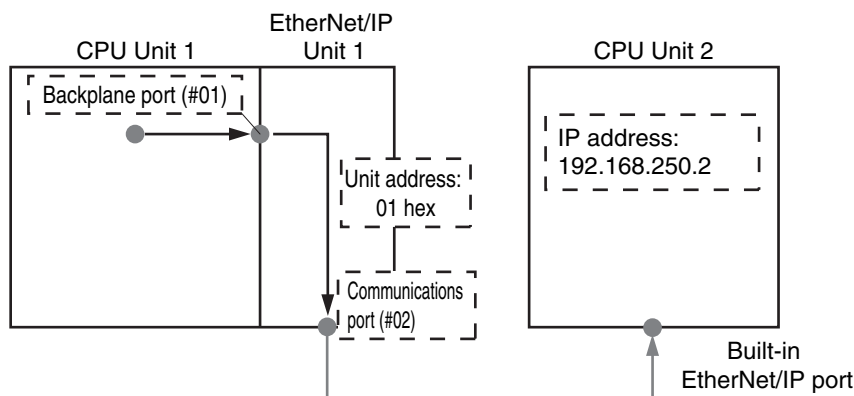 CPU Unit 1
EtherNet/IP
Unit 1
CPU Unit 2
Backplane port (#01)
IP address:
192.168.250.2
Unit address:
01 hex
Communications
port (#02)
Built-in
EtherNet/IP port